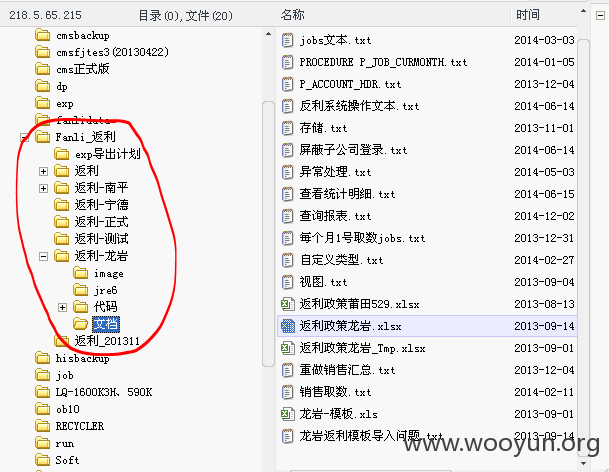 218.5.65.215 目录(0),文件(20) 名称 时间
cmsbackup
cmsfjtes3(20130422)
cms正式版
dp
exp
fanlidata
Fanli_返利
exp导出计划
返利
返利-南平
返利-宁德
返利-正式
返利-测试
返利-龙岩
image
jre6
代码
文档
返利_201311
hisbackup
job
LQ-1600K3H、590K
ob10
RECYCLER
run
Soft
jobs文本.txt 2014-03-03
PROCEDURE P_JOB_CURMONTH.txt 2014-01-05
P_ACCOUNT_HDR.txt 2013-12-04
反利系统操作文本.txt 2014-06-14
存储.txt 2013-11-01
屏蔽子公司登录.txt 2014-06-14
异常处理.txt 2014-05-03
查看统计明细.txt 2014-06-15
查询报表.txt 2014-12-02
每个月1号取数jobs.txt 2013-12-31
自定义类型.txt 2014-02-27
视图.txt 2013-09-04
返利政策莆田529.xlsx 2013-08-13
返利政策龙岩.xlsx 2013-09-14
返利政策龙岩_Tmp.xlsx 2013-09-01
重做销售汇总.txt 2013-12-04
销售取数.txt 2014-02-11
龙岩-模板.xls 2013-09-01
龙岩返利模板导入问题.txt 2013-09-14
www.wooyun.org